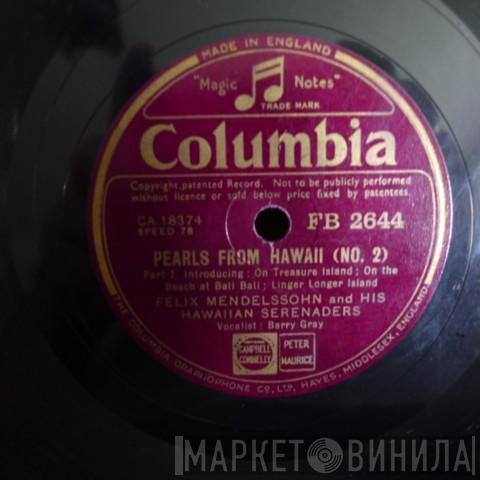 MADE IN ENGLAND
"Magic Notes"
TRADE MARK
Columbia
Copyright, patented Record. Not to be publicly performed
without licence or sold below price fixed by patentees.
CA 18374
SPEED 78
FB 2644
PEARLS FROM HAWAII (NO. 2)
Part 1. Introducing: On Treasure Island; On the
Beach at Bali Bali; Linger Longer Island
FELIX MENDELSSOHN and HIS
HAWAIIAN SERENADERS
Vocalist: Barry Gray
CAMPBELL
CONNELLY
PETER
MAURICE
THE COLUMBIA GRAPHOPHONE CO., LTD., HAYES, MIDDLESEX, ENGLAND.
МАРКЕТ ВИНИЛА